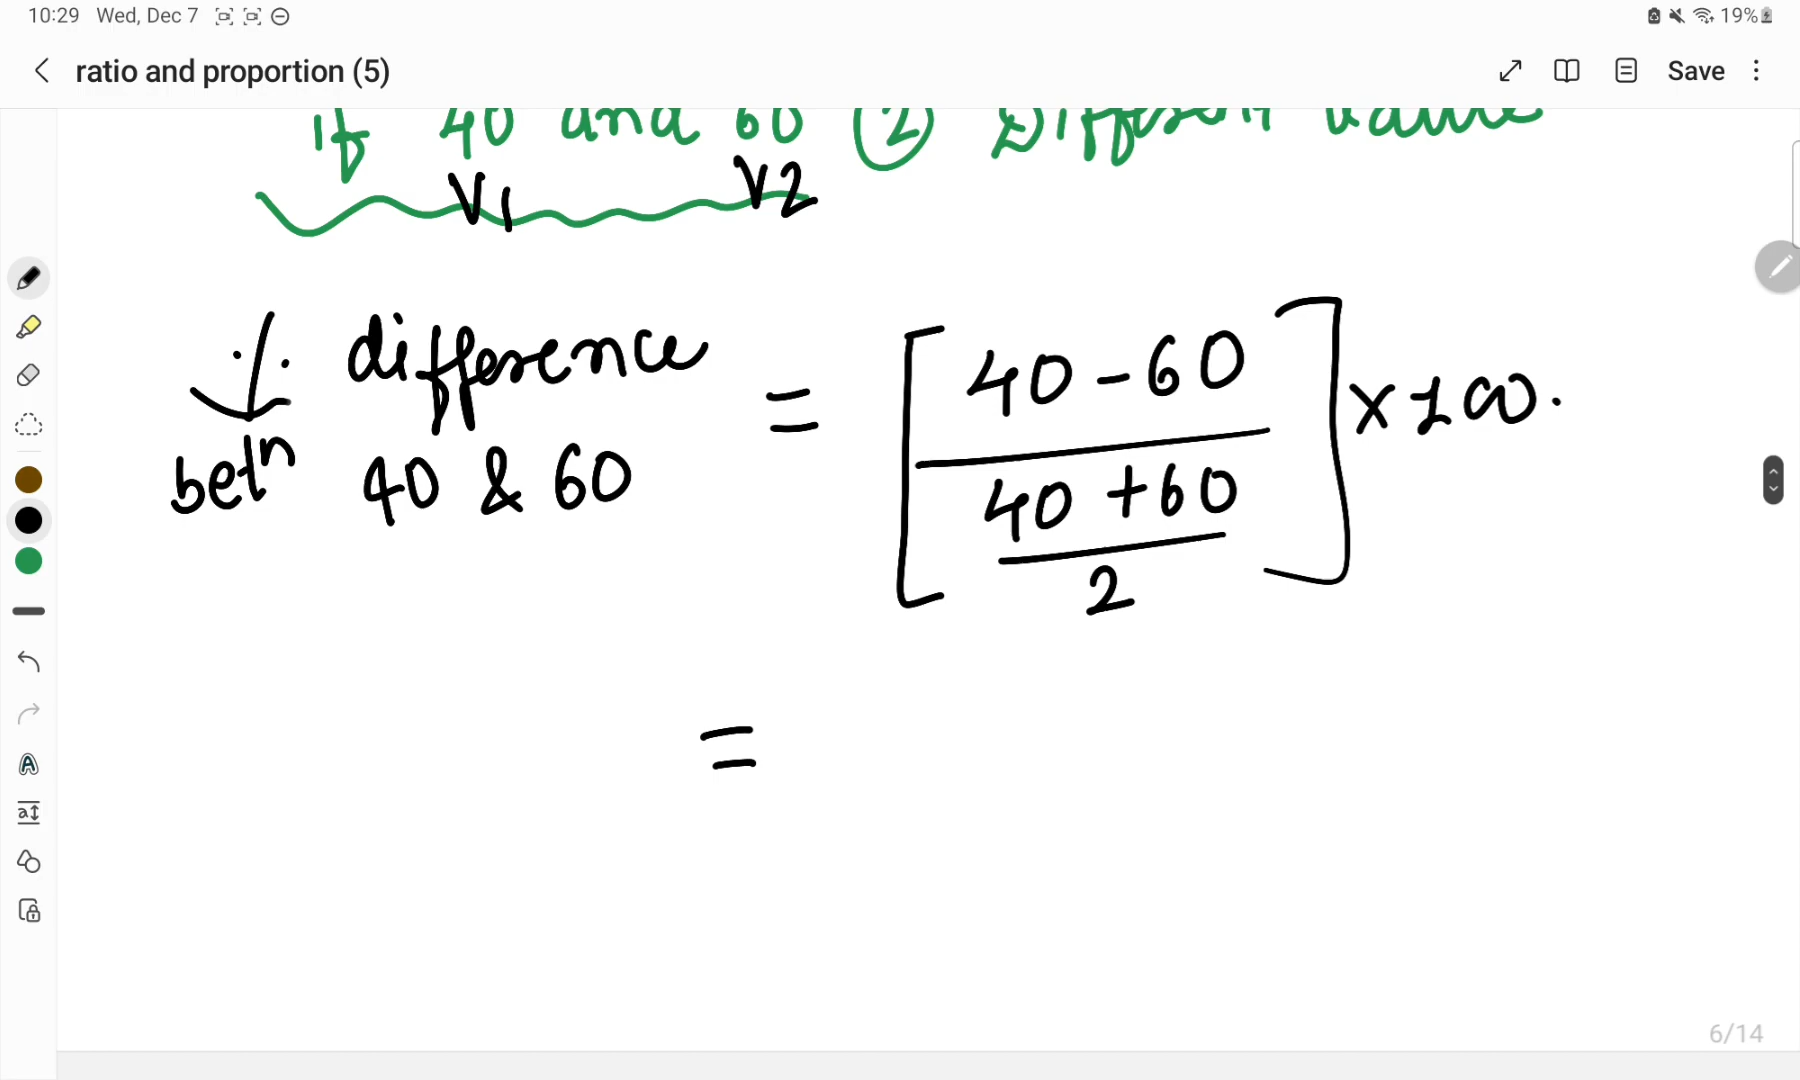 10:29 Wed, Dec 7 19%
ratio and proportion (5) Save
if 40 and 60 ② Different value
V1 V2
% difference = [ 40 - 60 / 40 + 60 / 2 ] × 100.
betn 40 & 60
=
6/14